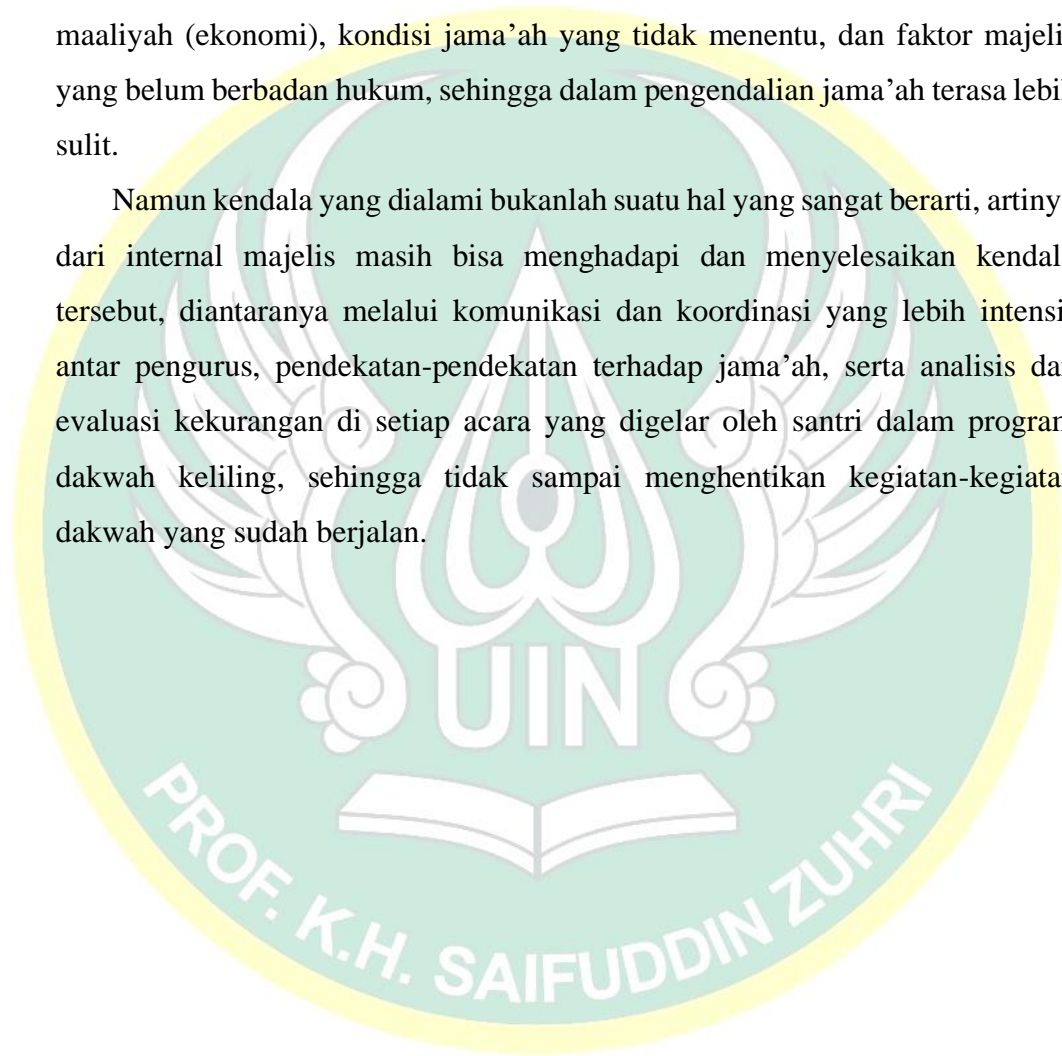 maaliyah (ekonomi), kondisi jama’ah yang tidak menentu, dan faktor majeli
yang belum berbadan hukum, sehingga dalam pengendalian jama’ah terasa lebi
sulit.
Namun kendala yang dialami bukanlah suatu hal yang sangat berarti, artiny
dari internal majelis masih bisa menghadapi dan menyelesaikan kendal
tersebut, diantaranya melalui komunikasi dan koordinasi yang lebih intensi
antar pengurus, pendekatan-pendekatan terhadap jama’ah, serta analisis da
evaluasi kekurangan di setiap acara yang digelar oleh santri dalam progra
dakwah keliling, sehingga tidak sampai menghentikan kegiatan-kegiata
dakwah yang sudah berjalan.
UIN
PROF. K.H. SAIFUDDIN ZUHRI